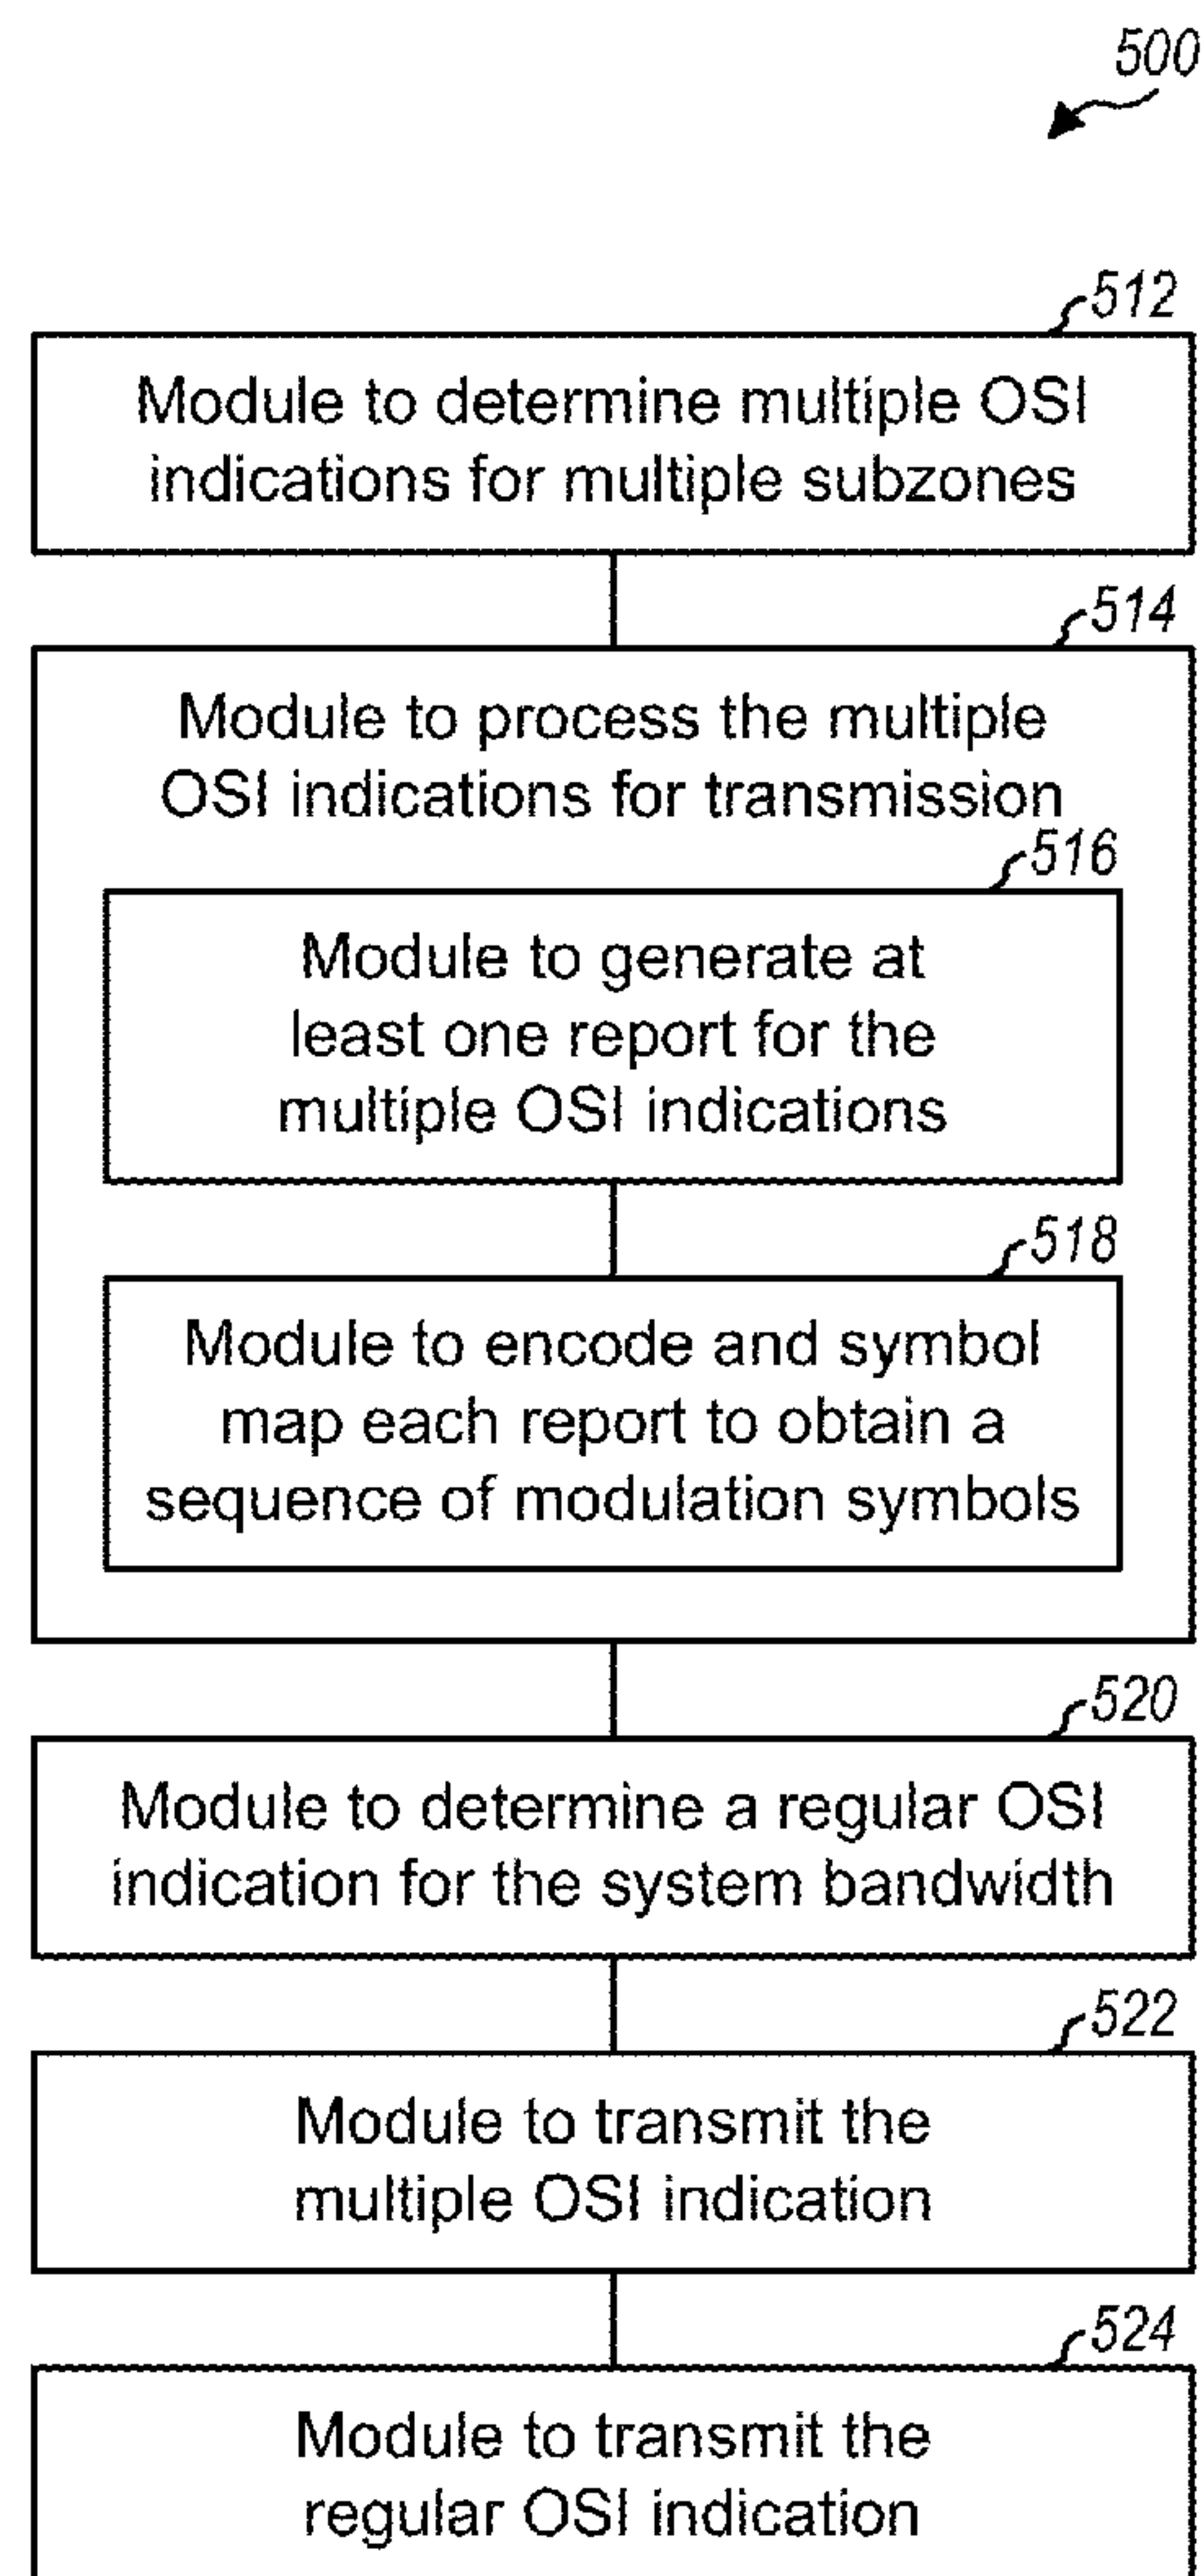 500
512
Module to determine multiple OSI
indications for multiple subzones
514
Module to process the multiple
OSI indications for transmission
516
Module to generate at
least one report for the
multiple OSI indications
518
Module to encode and symbol
map each report to obtain a
sequence of modulation symbols
520
Module to determine a regular OSI
indication for the system bandwidth
522
Module to transmit the
multiple OSI indication
524
Module to transmit the
regular OSI indication